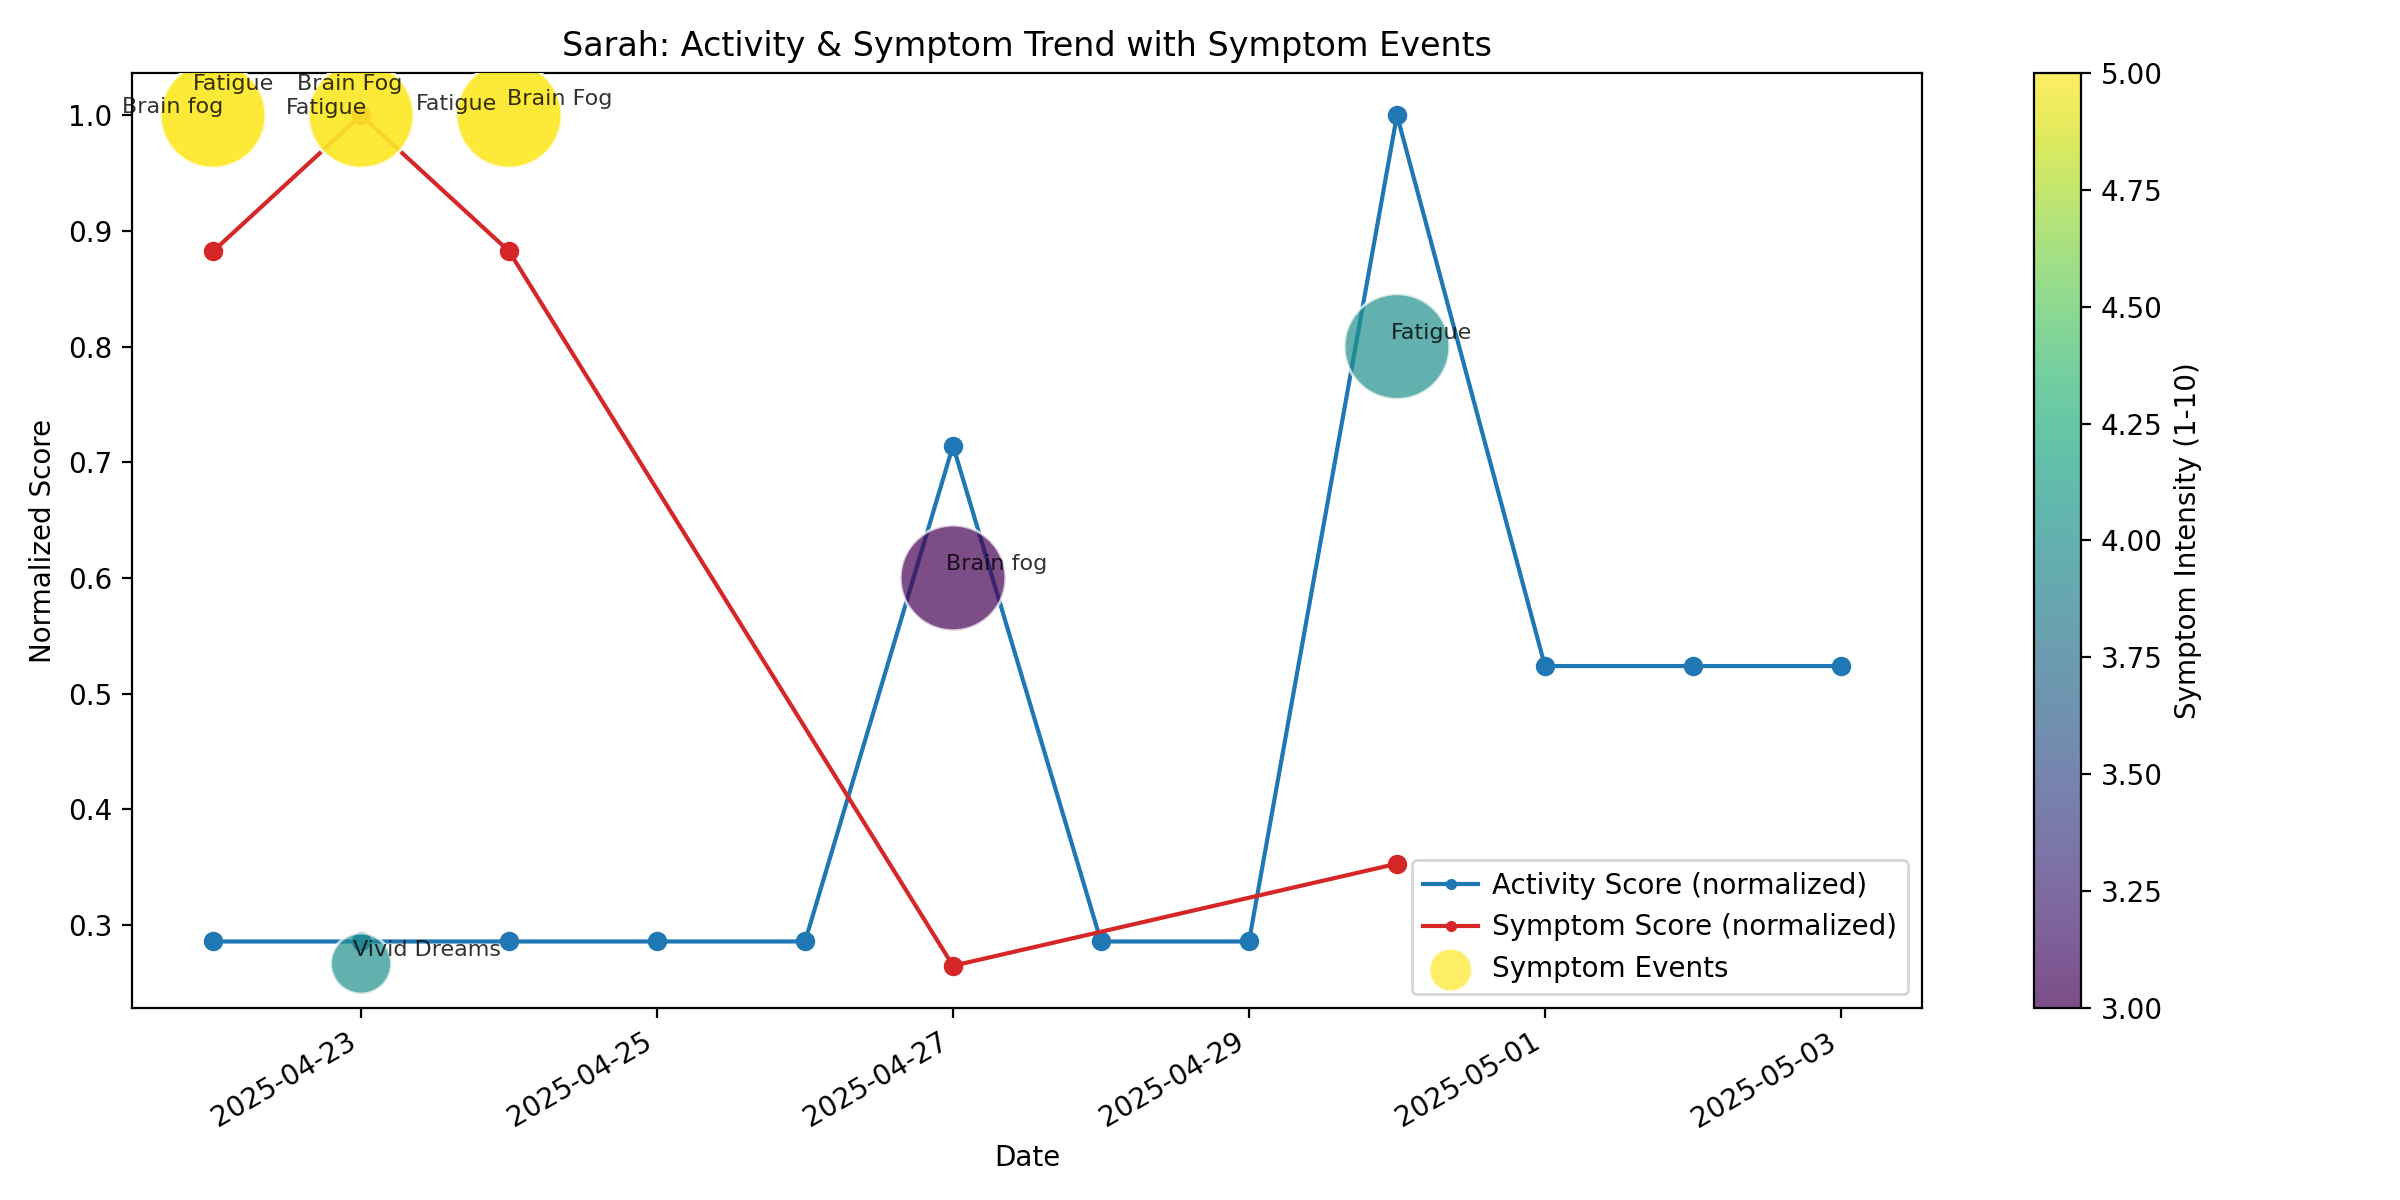 Sarah: Activity & Symptom Trend with Symptom Events
Normalized Score
1.0
0.9
0.8
0.7
0.6
0.5
0.4
0.3
Fatigue
Brain fog
Brain Fog
Fatigue
Fatigue
Brain Fog
Fatigue
Brain fog
Vivid Dreams
Activity Score (normalized)
Symptom Score (normalized)
Symptom Events
2025-04-23
2025-04-25
2025-04-27
2025-04-29
2025-05-01
2025-05-03
Date
5.00
4.75
4.50
4.25
4.00
3.75
3.50
3.25
3.00
Symptom Intensity (1-10)